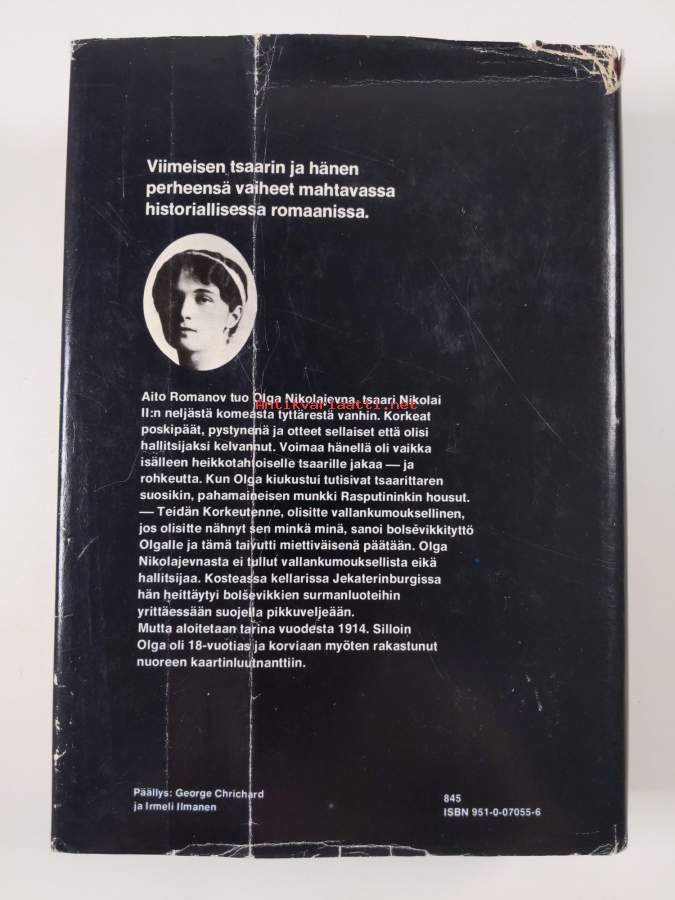 Viimeisen tsaarin ja hänen
perheensä vaiheet mahtavassa
historiallisessa romaanissa.
Aito Romanov tuo Olga Nikolajevna, tsaari Nikolai
II:n neljästä komeasta tyttärestä vanhin. Korkeat
Antikvariaatti.net
poskipäät, pystynenä ja otteet sellaiset että olisi
hallitsijaksi kelvannut. Voimaa hänellä oli vaikka
isälleen heikkotahtoiselle tsaarille jakaa — ja
rohkeutta. Kun Olga kiukustui tutisivat tsaarittaren
suosikin, pahamaineisen munkki Rasputininkin housut.
— Teidän Korkeutenne, olisitte vallankumouksellinen,
jos olisitte nähnyt sen minkä minä, sanoi bolševikkityttö
Olgalle ja tämä taivutti miettiväisenä päätään. Olga
Nikolajevnasta ei tullut vallankumouksellista eikä
hallitsijaa. Kosteassa kellarissa Jekaterinburgissa
hän heittäytyi bolševikkien surmanluoteihin
yrittäessään suojella pikkuveljeään.
Mutta aloitetaan tarina vuodesta 1914. Silloin
Olga oli 18-vuotias ja korviaan myöten rakastunut
nuoreen kaartinluutnanttiin.
Päällys: George Chrichard
ja Irmeli Ilmanen
845
ISBN 951-0-07055-6